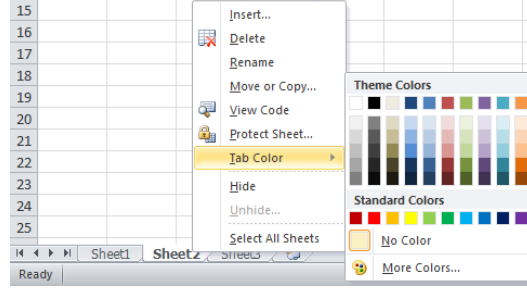 15
16
17
18
19
20
21
22
23
24
25
Insert...
Delete
Rename
Move or Copy...
View Code
Protect Sheet...
Tab Color
Hide
Unhide...
Select All Sheets
Theme Colors
Standard Colors
No Color
More Colors...
Sheet1 Sheet2 Sheet3
Ready